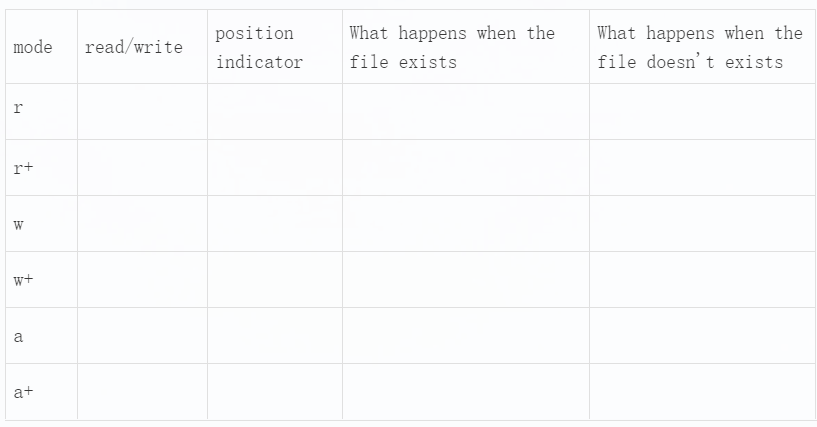 mode
read/write
position
indicator
What happens when the
file exists
What happens when the
file doesn't exists
r
r+
w
w+
a
a+